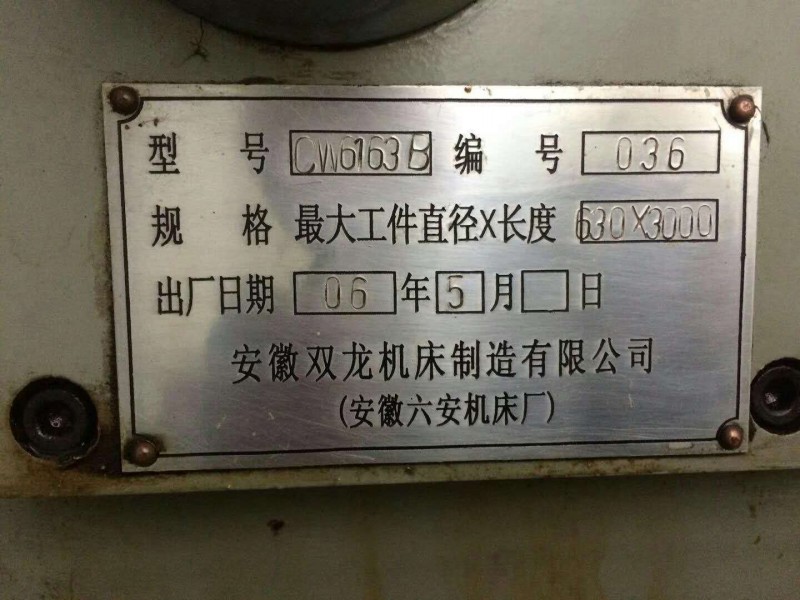 型号 CW6163B 编号 036
规格 最大工件直径X长度 630X3000
出厂日期 06 年 5 月 日
安徽双龙机床制造有限公司
(安徽六安机床厂)